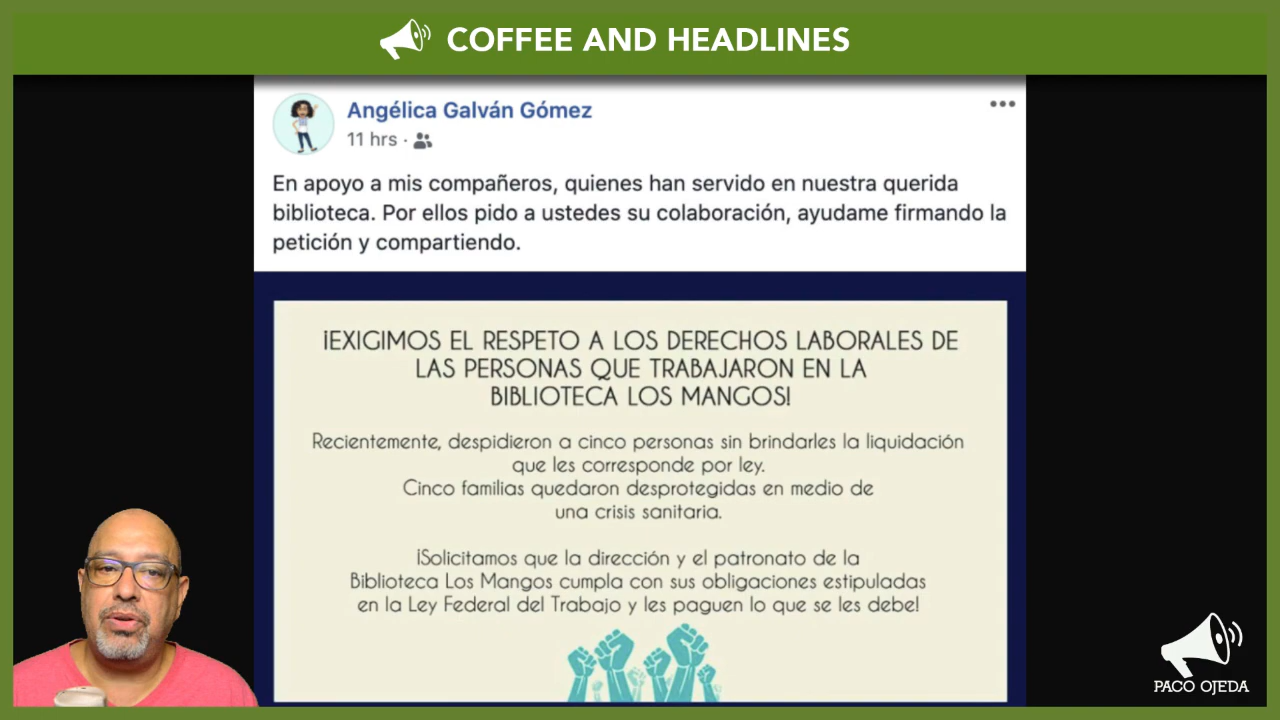 COFFEE AND HEADLINES
Angélica Galván Gómez
11 hrs ·
En apoyo a mis compañeros, quienes han servido en nuestra querida
biblioteca. Por ellos pido a ustedes su colaboración, ayudame firmando la
petición y compartiendo.
¡EXIGIMOS EL RESPETO A LOS DERECHOS LABORALES DE
LAS PERSONAS QUE TRABAJARON EN LA
BIBLIOTECA LOS MANGOS!
Recientemente, despidieron a cinco personas sin brindarles la liquidación
que les corresponde por ley.
Cinco familias quedaron desprotegidas en medio de
una crisis sanitaria.
¡Solicitamos que la dirección y el patronato de la
Biblioteca Los Mangos cumpla con sus obligaciones estipuladas
en la Ley Federal del Trabajo y les paguen lo que se les debe!
PACO OJEDA